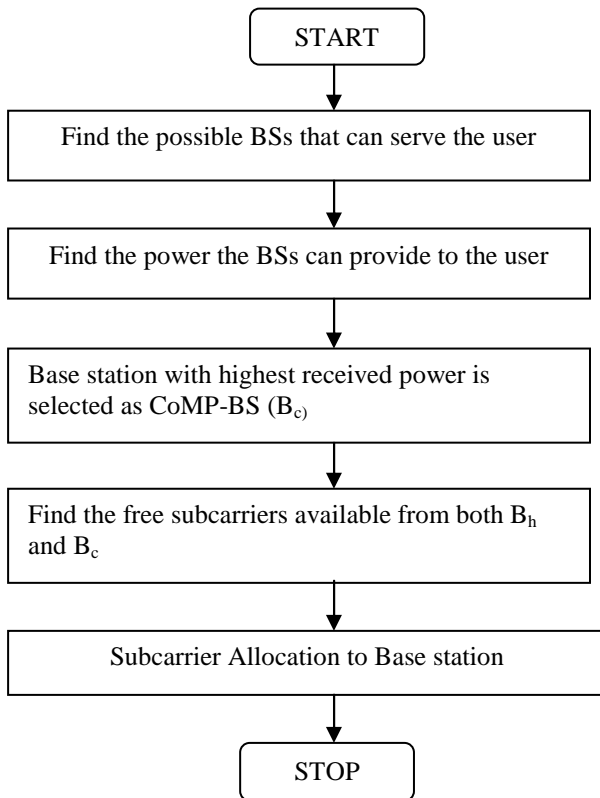 START
Find the possible BSs that can serve the user
Find the power the BSs can provide to the user
Base station with highest received power is
selected as CoMP-BS (Bc)
Find the free subcarriers available from both Bh
and Bc
Subcarrier Allocation to Base station
STOP